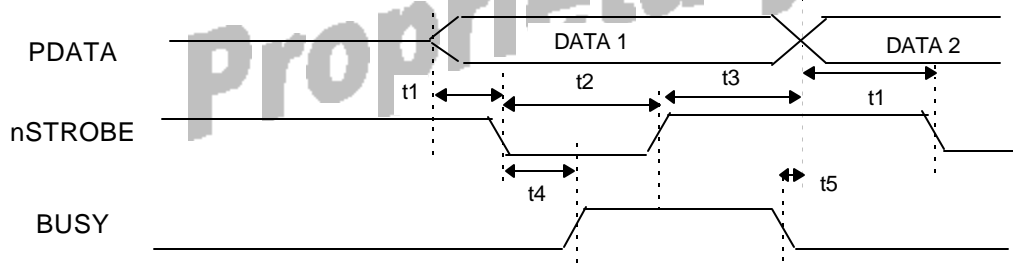 PDATA
DATA 1
DATA 2
t1
t2
t3
t1
nSTROBE
t4
t5
BUSY